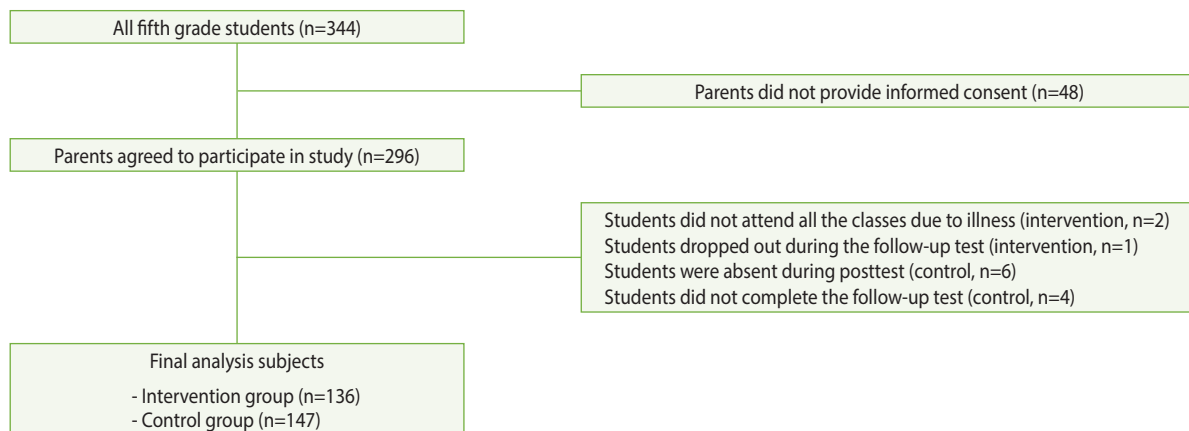 All fifth grade students (n=344)
Parents did not provide informed consent (n=48)
Parents agreed to participate in study (n=296)
Students did not attend all the classes due to illness (intervention, n=2)
Students dropped out during the follow-up test (intervention, n=1)
Students were absent during posttest (control, n=6)
Students did not complete the follow-up test (control, n=4)
Final analysis subjects
- Intervention group (n=136)
- Control group (n=147)